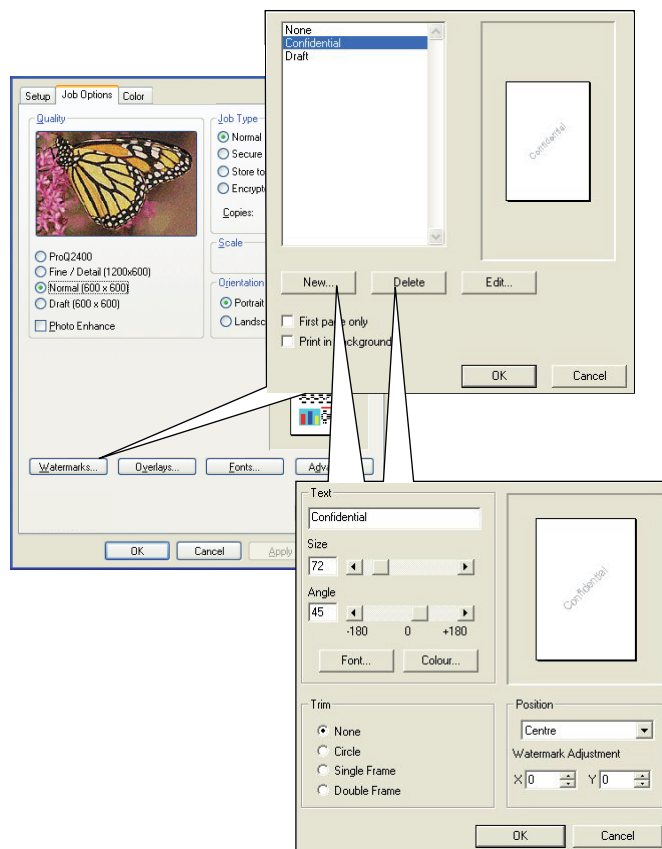 None
Confidential
Draft
Confidential
New...
Delete
Edit...
First page only
Print in background
OK
Cancel
Setup
Job Options
Color
Quality
ProQ2400
Fine / Detail (1200x600)
Normal (600 x 600)
Draft (600 x 600)
Photo Enhance
Job Type
Normal
Secure
Store to
Encrypt
Copies:
Scale
Orientation
Portrait
Landsc
Watermarks...
Overlays...
Fonts...
Adva
OK
Cancel
Apply
Text
Confidential
Size
72
Angle
45
-180 0 +180
Font...
Colour...
Confidential
Trim
None
Circle
Single Frame
Double Frame
Position
Centre
Watermark Adjustment
X 0 Y 0
OK
Cancel